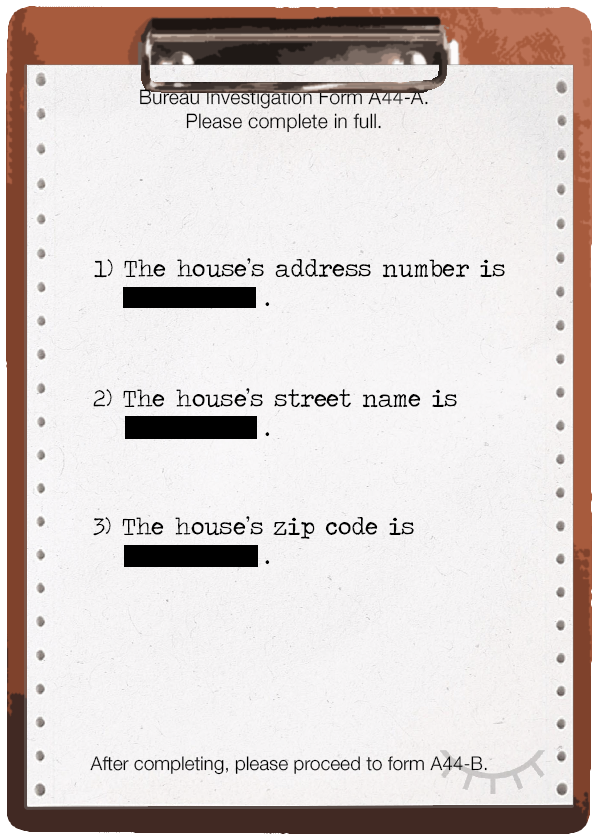 Bureau Investigation Form A44-A.
Please complete in full.
1) The house's address number is
.
2) The house's street name is
.
3) The house's zip code is
.
After completing, please proceed to form A44-B.